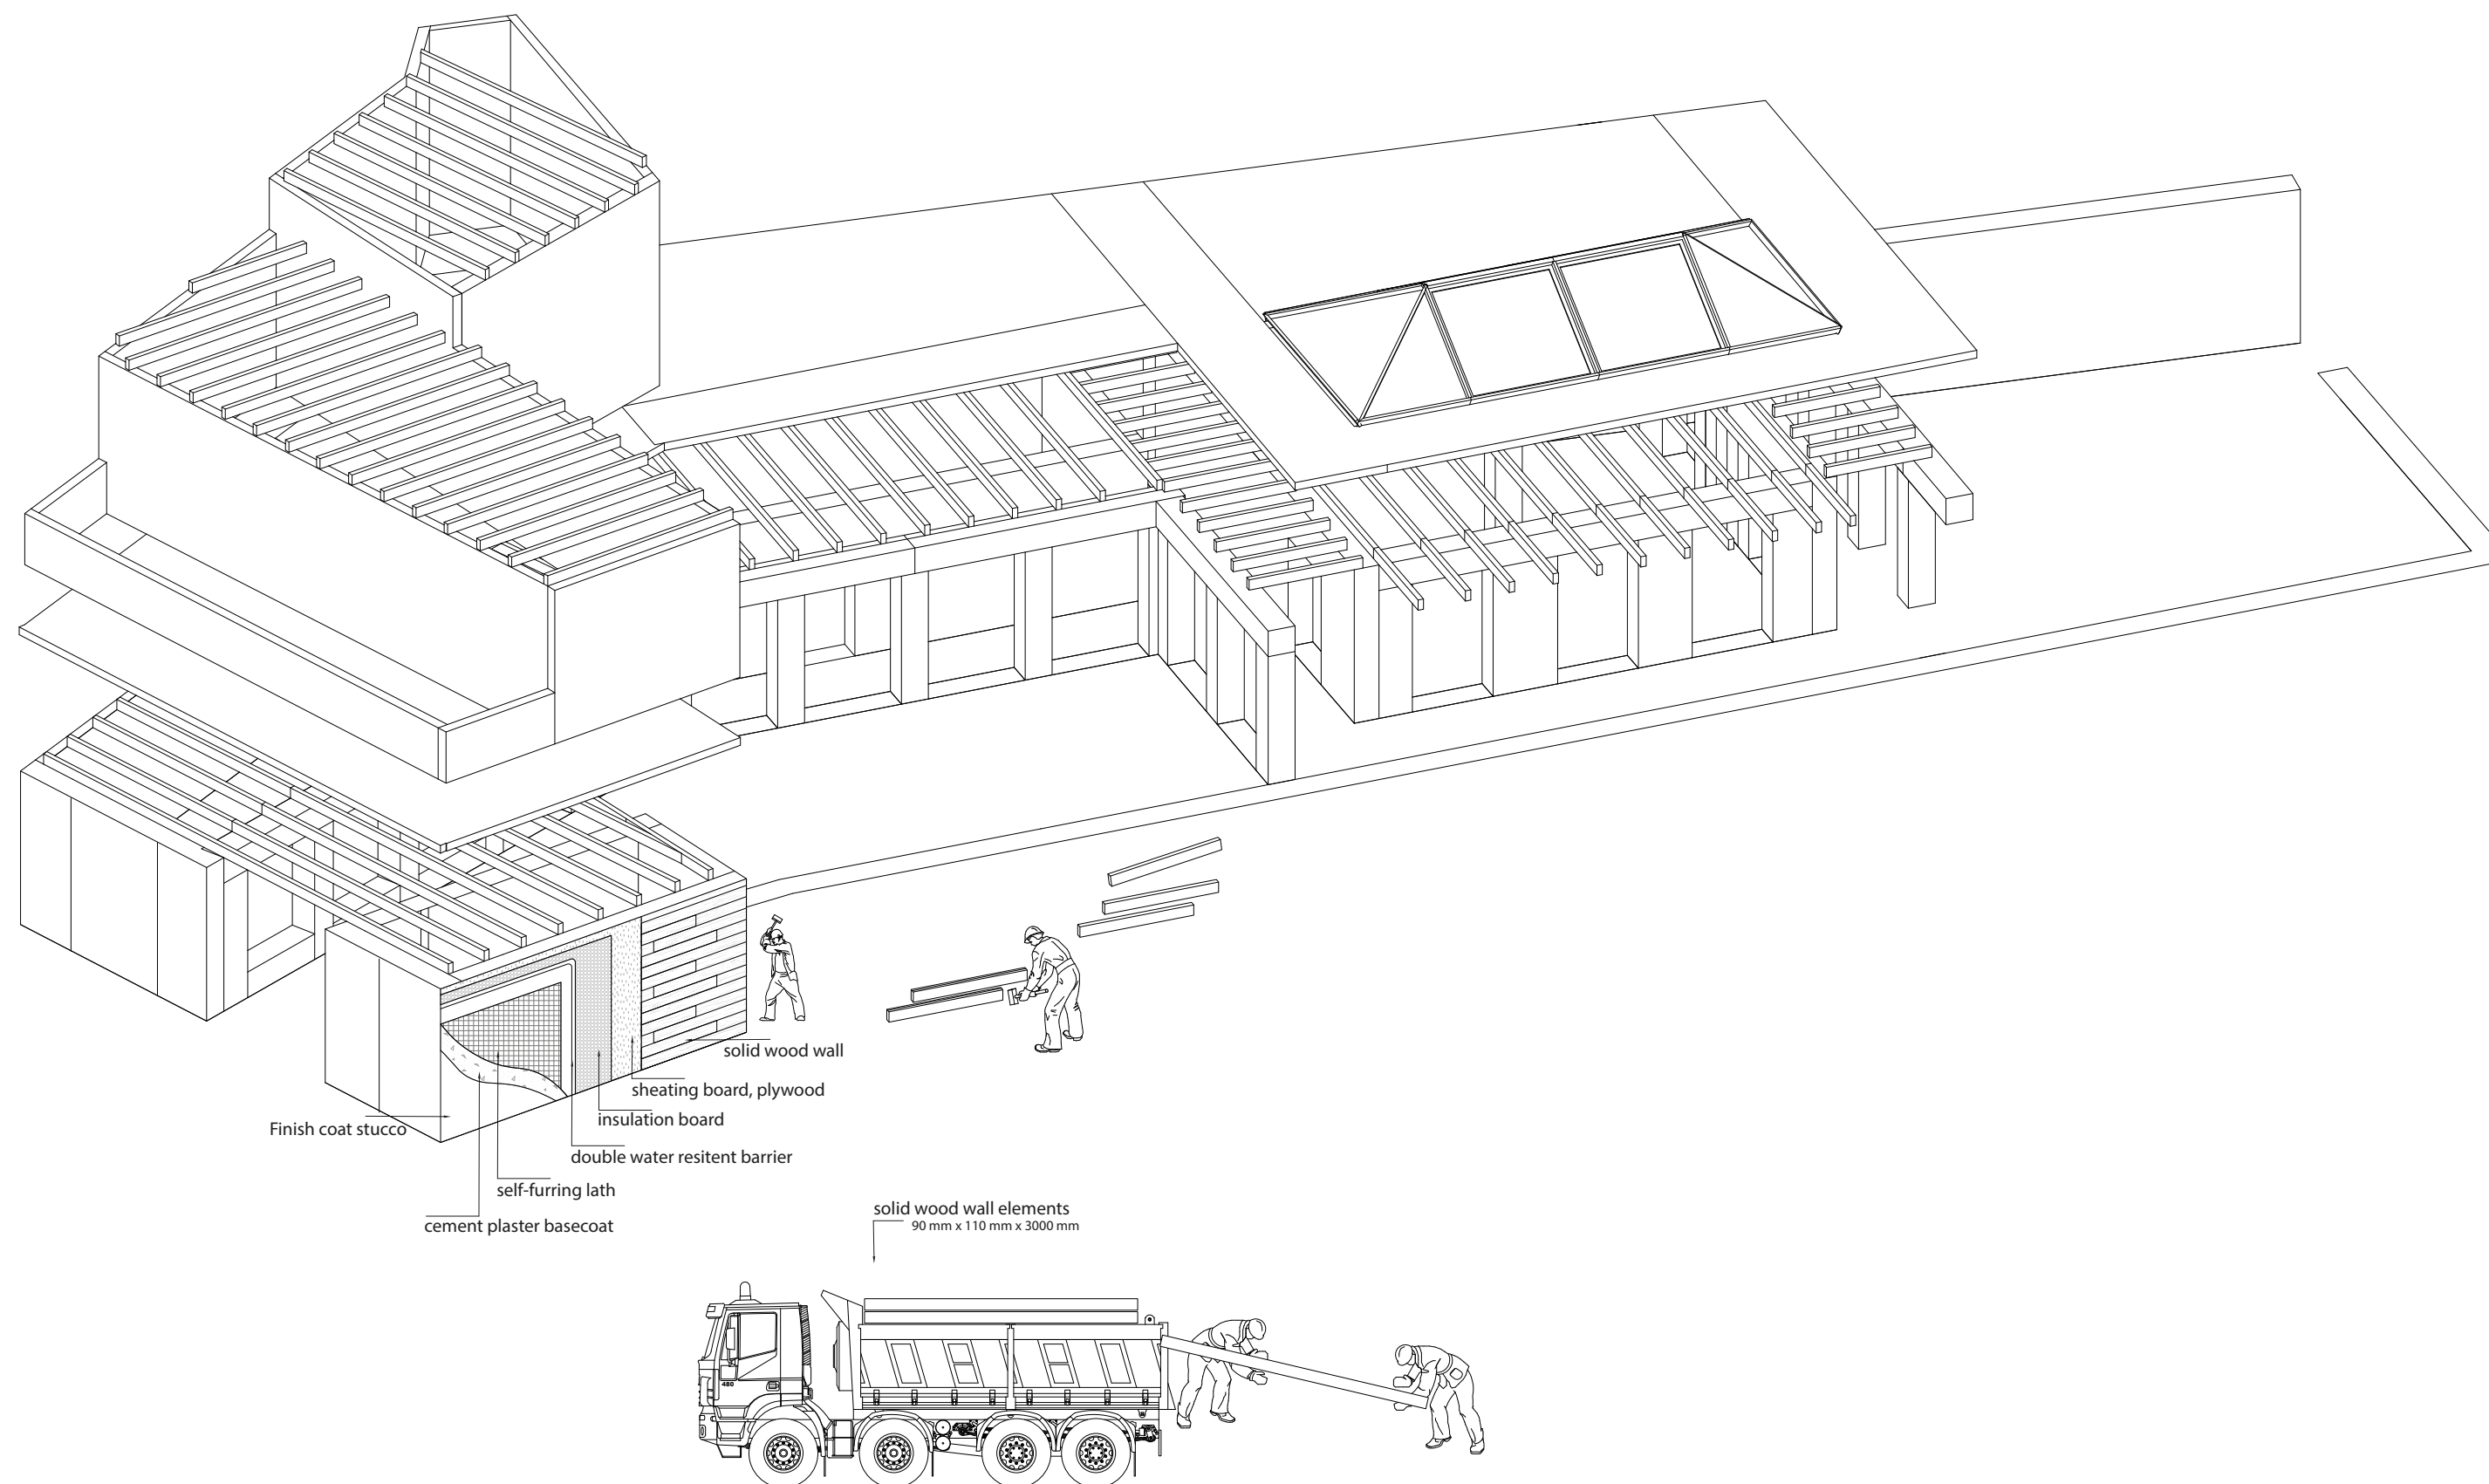 solid wood wall
sheating board, plywood
insulation board
Finish coat stucco
double water resitent barrier
self-furring lath
cement plaster basecoat
solid wood wall elements
90 mm x 110 mm x 3000 mm
480